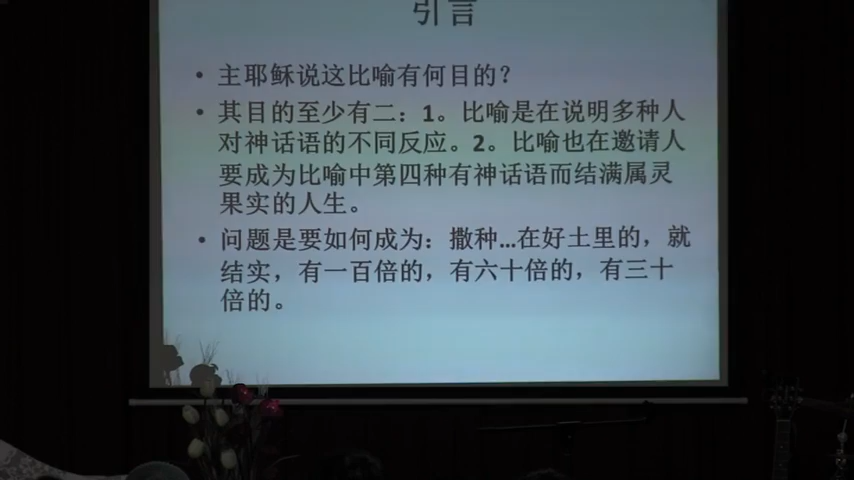 引言
• 主耶稣说这比喻有何目的？
• 其目的至少有二：1。比喻是在说明多种人
对神话语的不同反应。2。比喻也在邀请人
要成为比喻中第四种有神话语而结满属灵
果实的人生。
• 问题是要如何成为：撒种...在好土里的，就
结实，有一百倍的，有六十倍的，有三十
倍的。